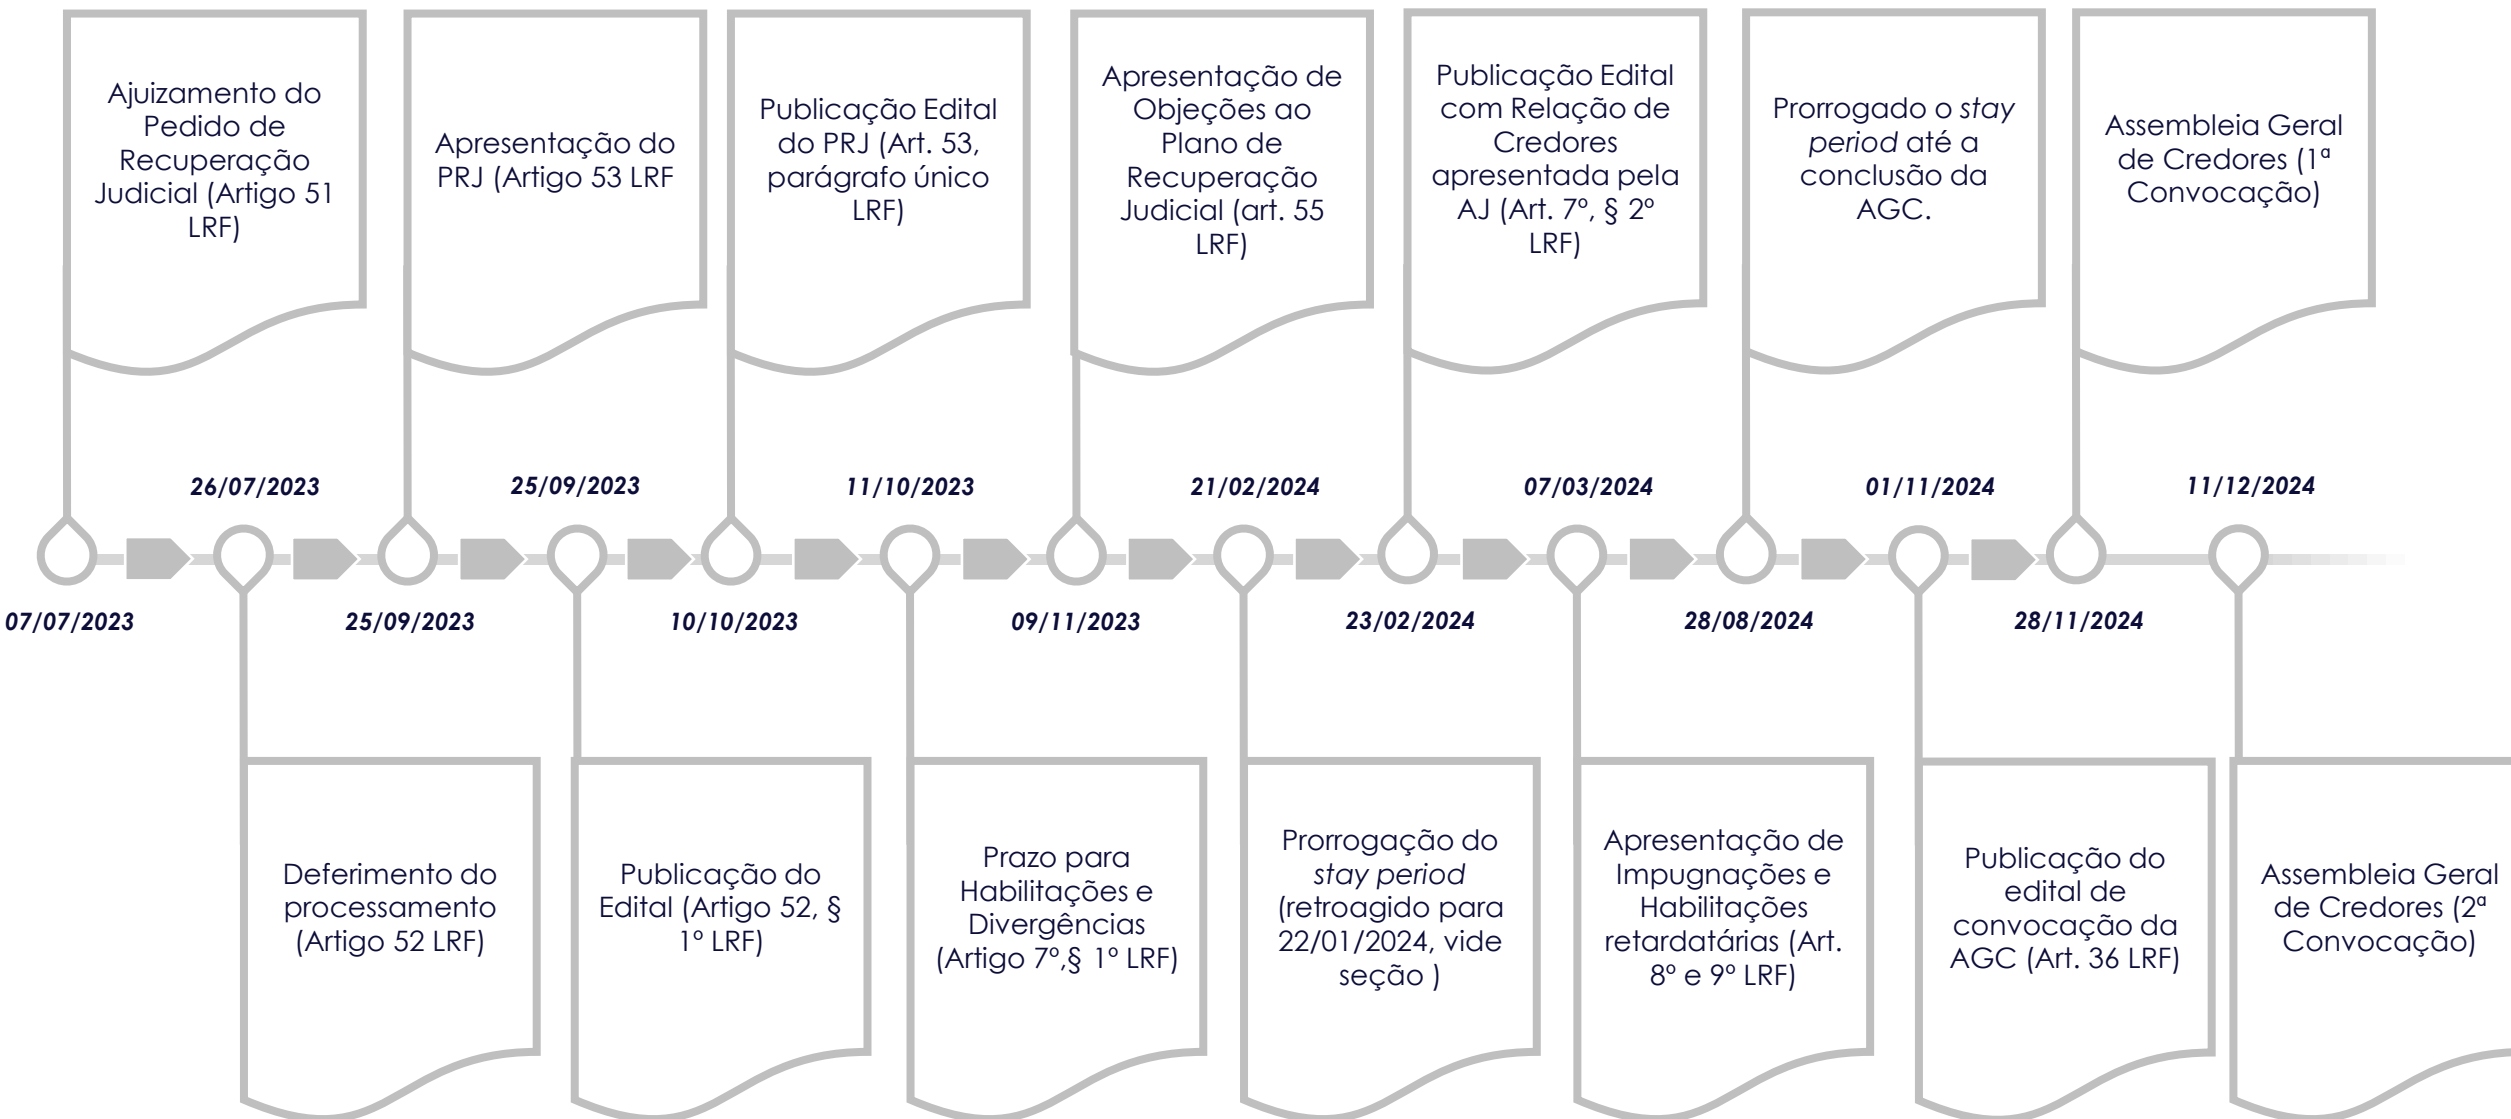 Ajuizamento do
Pedido de
Recuperação
Judicial (Artigo 51
LRF)
Apresentação do
PRJ (Artigo 53 LRF
Publicação Edital
do PRJ (Art. 53,
parágrafo único
LRF)
Apresentação de
Objeções ao
Plano de
Recuperação
Judicial (art. 55
LRF)
Publicação Edital
com Relação de
Credores
apresentada pela
AJ (Art. 7º, § 2º
LRF)
Prorrogado o stay
period até a
conclusão da
AGC.
Assembleia Geral
de Credores (1ª
Convocação)
26/07/2023
25/09/2023
11/10/2023
21/02/2024
07/03/2024
01/11/2024
11/12/2024
07/07/2023
25/09/2023
10/10/2023
09/11/2023
23/02/2024
28/08/2024
28/11/2024
Deferimento do
processamento
(Artigo 52 LRF)
Publicação do
Edital (Artigo 52, §
1º LRF)
Prazo para
Habilitações e
Divergências
(Artigo 7º,§ 1º LRF)
Prorrogação do
stay period
(retroagido para
22/01/2024, vide
seção )
Apresentação de
Impugnações e
Habilitações
retardatárias (Art.
8º e 9º LRF)
Publicação do
edital de
convocação da
AGC (Art. 36 LRF)
Assembleia Geral
de Credores (2ª
Convocação)